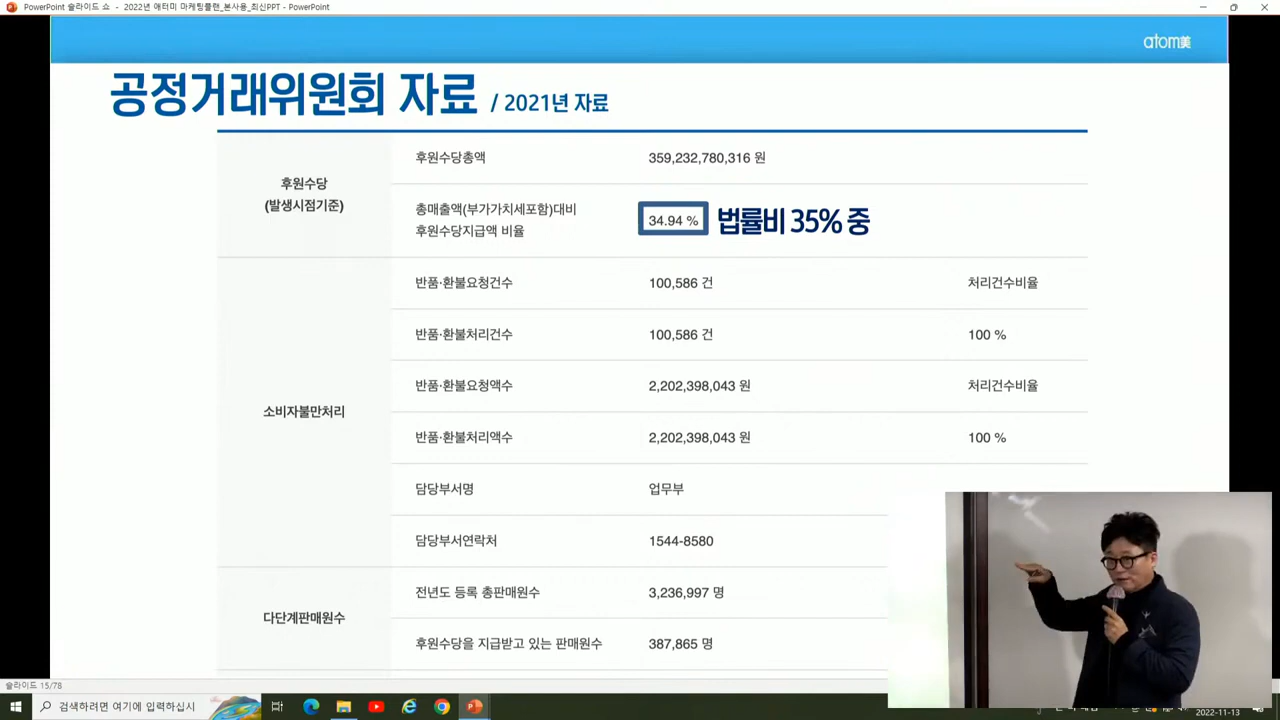 PowerPoint 슬라이드 쇼 - 2022년 애터미 마케팅플랜_본사용_최신PPT - PowerPoint
atom美
공정거래위원회 자료 / 2021년 자료
후원수당
(발생시점기준)
후원수당총액 359,232,780,316 원
총매출액(부가가치세포함)대비
후원수당지급액 비율
34.94 % 법률비 35% 중
소비자불만처리
반품·환불요청건수 100,586 건 처리건수비율
반품·환불처리건수 100,586 건 100 %
반품·환불요청액수 2,202,398,043 원 처리건수비율
반품·환불처리액수 2,202,398,043 원 100 %
담당부서명 업무부
담당부서연락처 1544-8580
다단계판매원수
전년도 등록 총판매원수 3,236,997 명
후원수당을 지급받고 있는 판매원수 387,865 명
슬라이드 15/78
검색하려면 여기에 입력하십시
2022-11-13